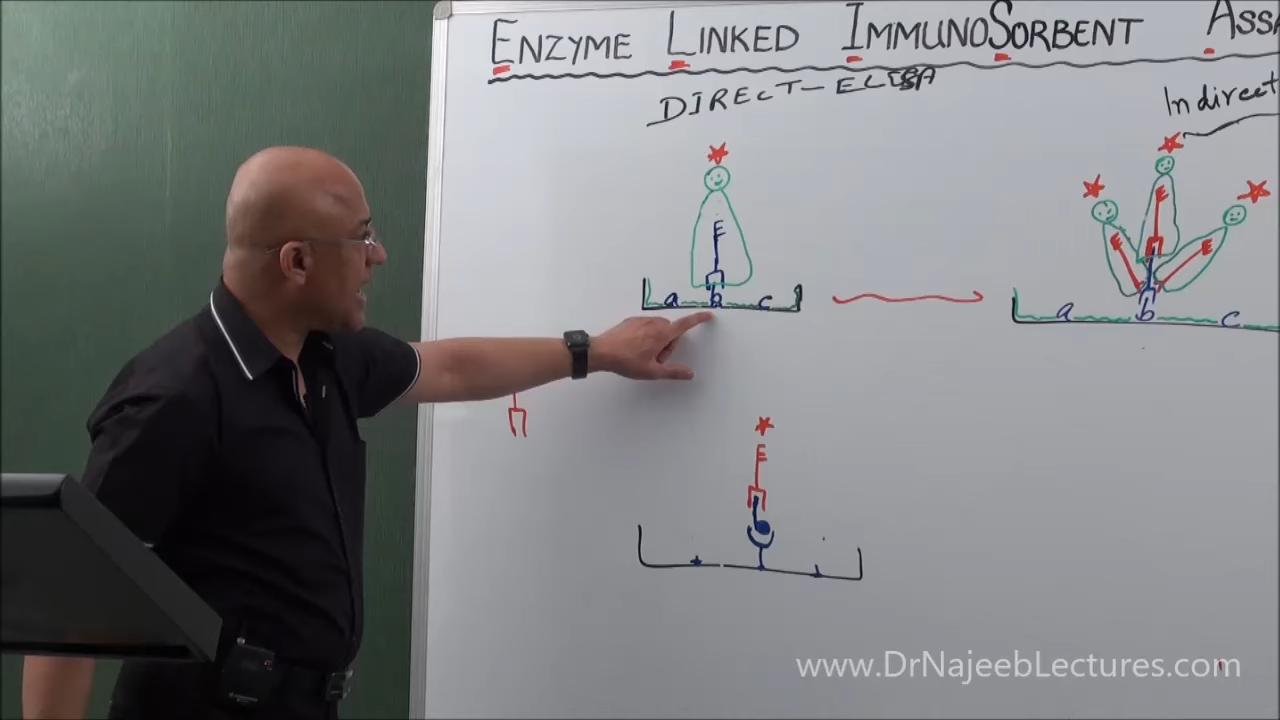 ENZYME LINKED IMMUNOSORBENT ASSA
DIRECT-ELISA
Indirect
E
E
E
E
a b c
a b c
E
www.DrNajeebLectures.com